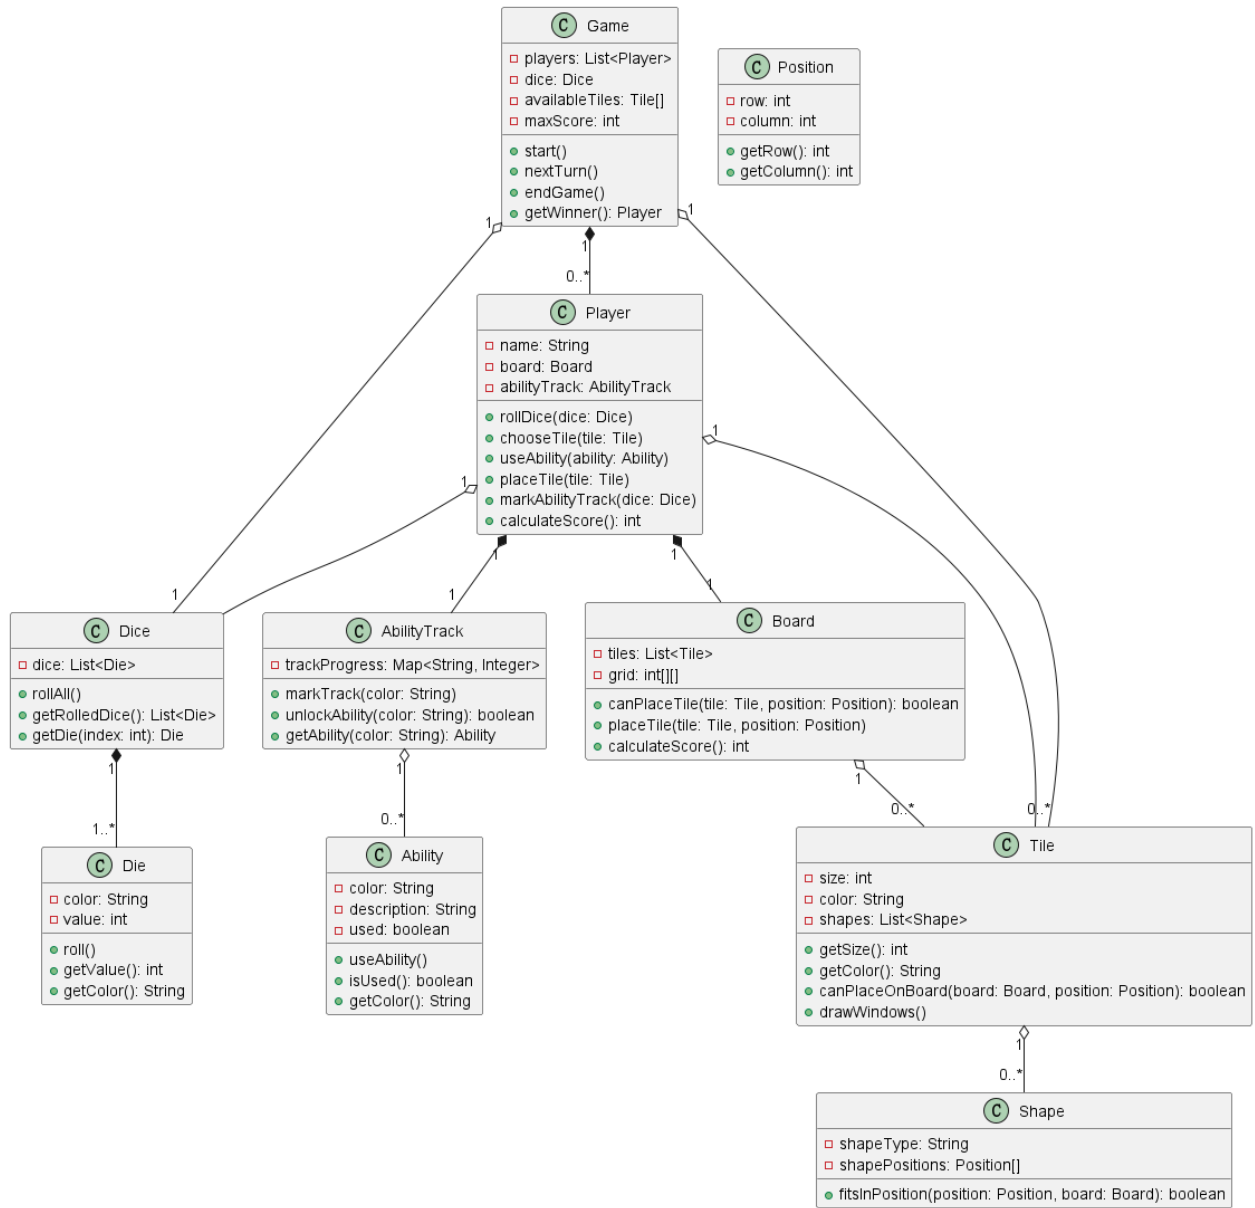 C Game
players: List<Player>
dice: Dice
availableTiles: Tile[]
maxScore: int
start()
nextTurn()
endGame()
getWinner(): Player
C Position
row: int
column: int
getRow(): int
getColumn(): int
1
1
1
0..*
C Player
name: String
board: Board
abilityTrack: AbilityTrack
rollDice(dice: Dice)
chooseTile(tile: Tile)
useAbility(ability: Ability)
placeTile(tile: Tile)
markAbilityTrack(dice: Dice)
calculateScore(): int
1
1
1
1
1
1
1
C Dice
dice: List<Die>
rollAll()
getRolledDice(): List<Die>
getDie(index: int): Die
C AbilityTrack
trackProgress: Map<String, Integer>
markTrack(color: String)
unlockAbility(color: String): boolean
getAbility(color: String): Ability
C Board
tiles: List<Tile>
grid: int[][]
canPlaceTile(tile: Tile, position: Position): boolean
placeTile(tile: Tile, position: Position)
calculateScore(): int
1
1
1
1..*
0..*
0..*
0..*
C Die
color: String
value: int
roll()
getValue(): int
getColor(): String
C Ability
color: String
description: String
used: boolean
useAbility()
isUsed(): boolean
getColor(): String
C Tile
size: int
color: String
shapes: List<Shape>
getSize(): int
getColor(): String
canPlaceOnBoard(board: Board, position: Position): boolean
drawWindows()
1
0..*
C Shape
shapeType: String
shapePositions: Position[]
fitsInPosition(position: Position, board: Board): boolean